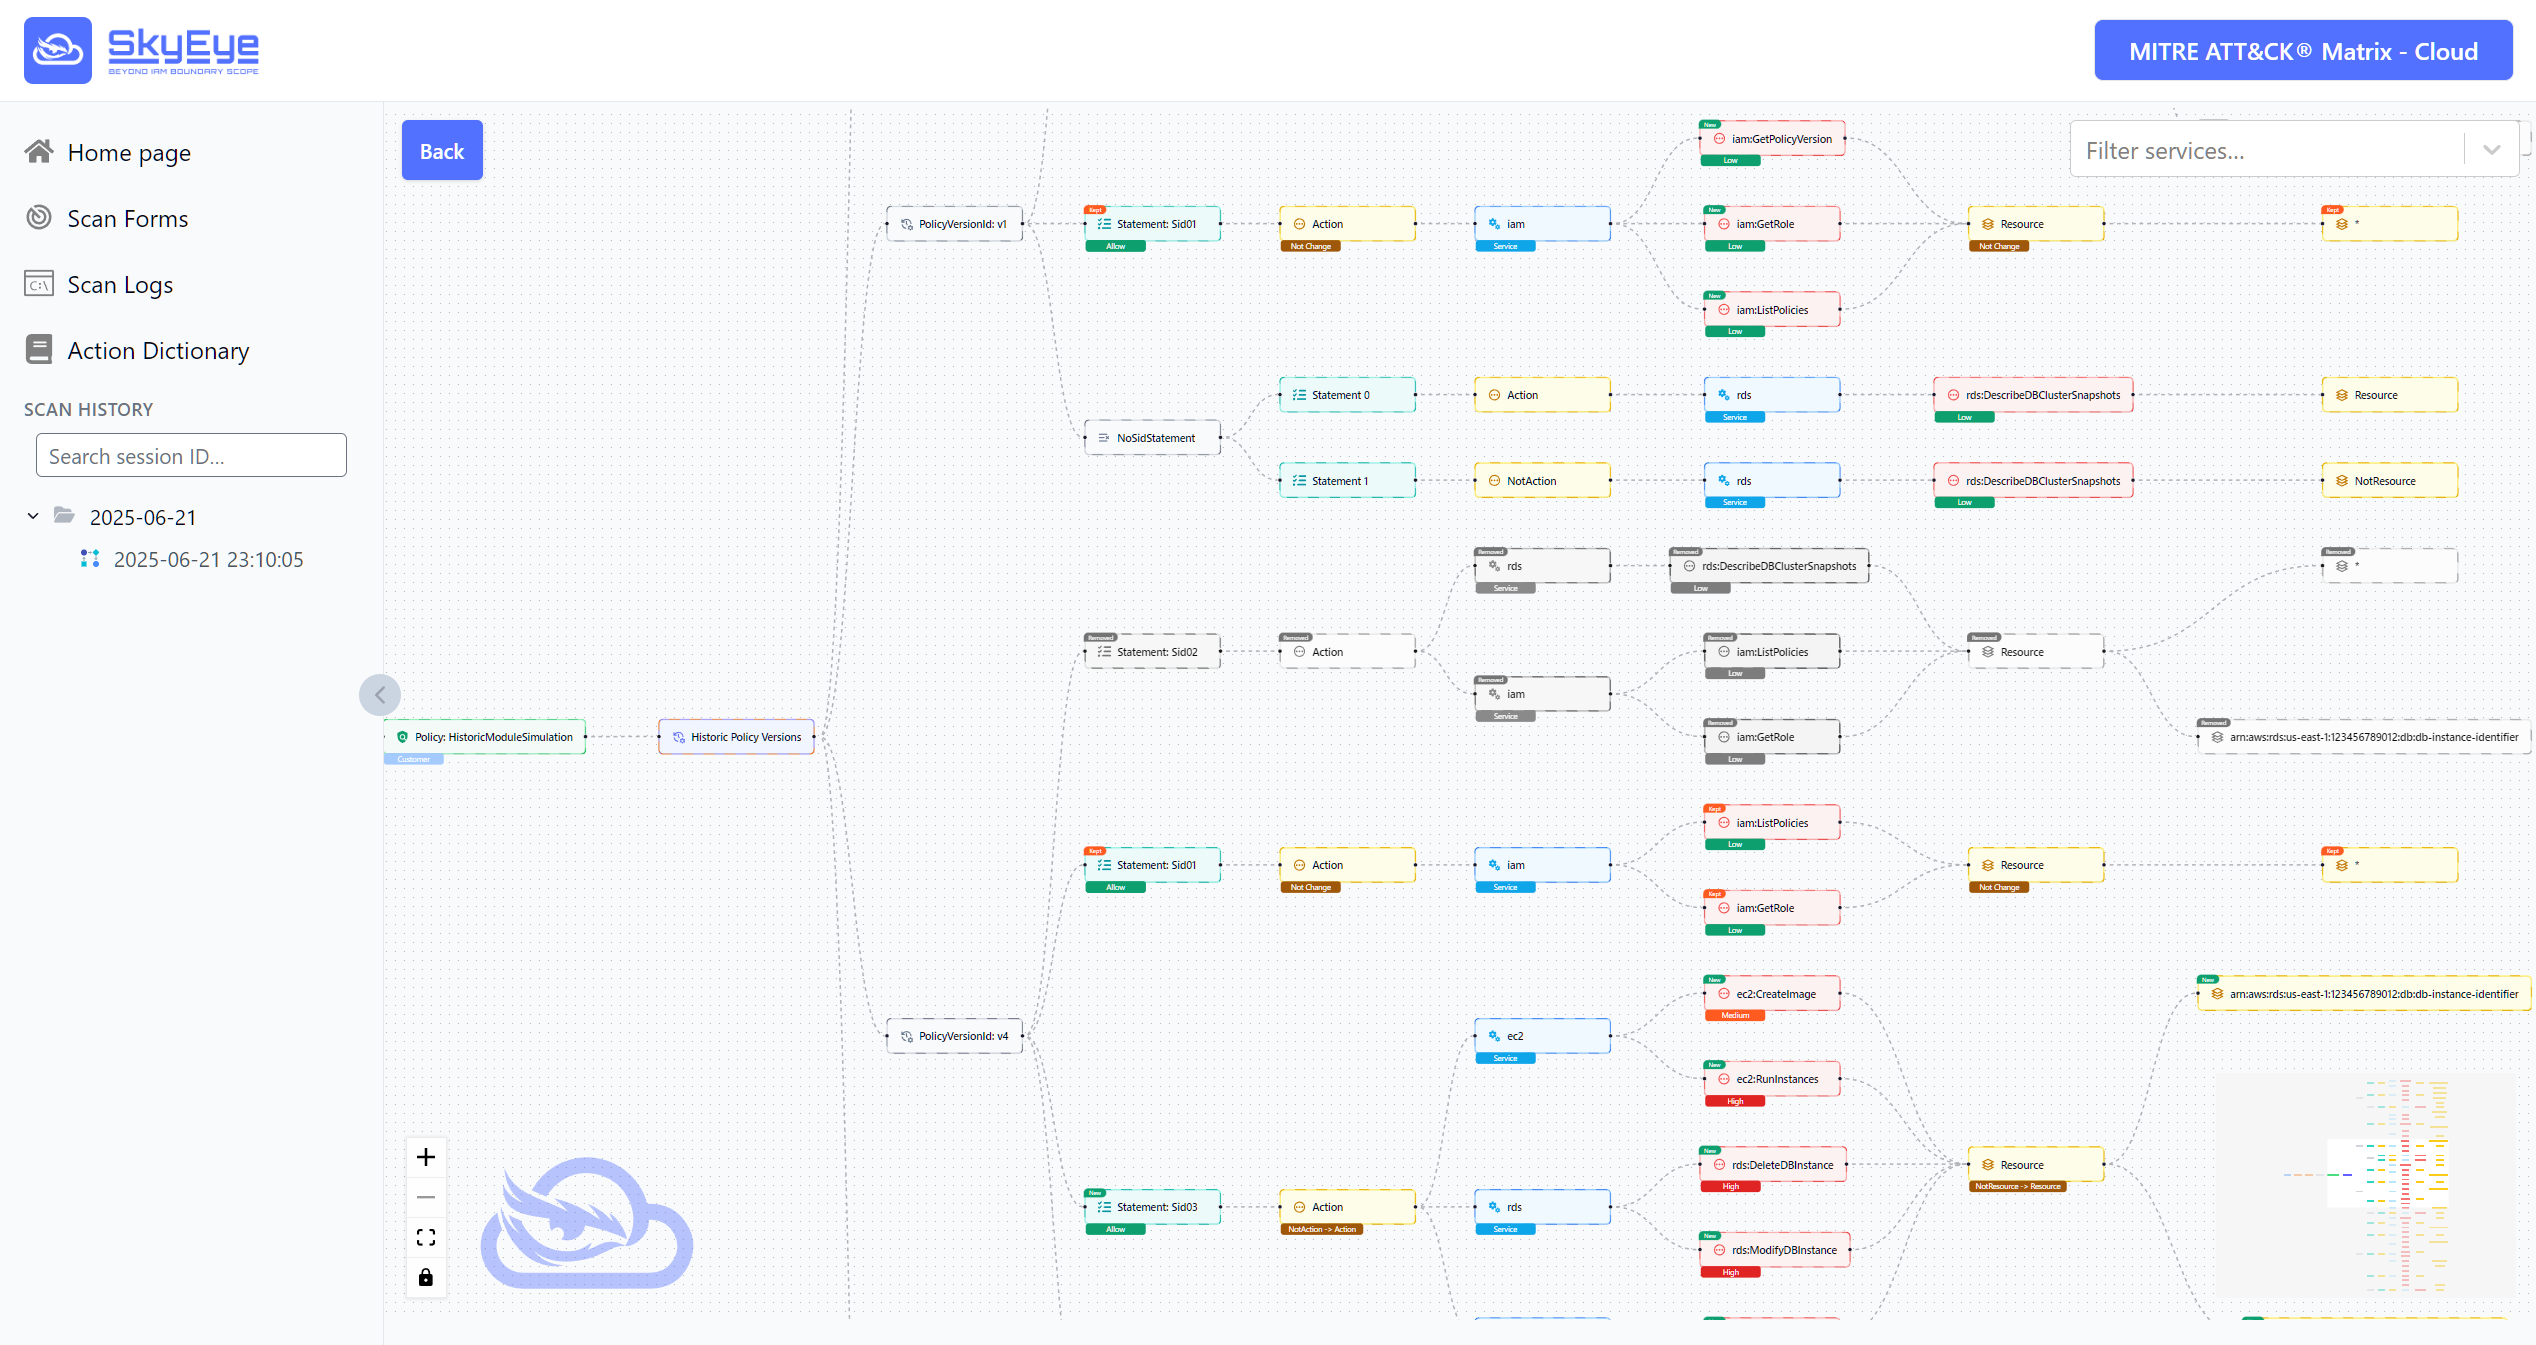 SkyEye
BEYOND IAM BOUNDARY SCOPE
MITRE ATT&CK® Matrix - Cloud
Home page
Scan Forms
Scan Logs
Action Dictionary
SCAN HISTORY
Search session ID...
2025-06-21
2025-06-21 23:10:05
Back
Filter services...
New
iam:GetPolicyVersion
Low
PolicyVersionId: v1
Kept
Statement: Sid01
Allow
Action
Not Change
iam
Service
New
iam:GetRole
Low
Resource
Not Change
Kept
*
New
iam:ListPolicies
Low
NoSidStatement
Statement 0
Action
rds
Service
rds:DescribeDBClusterSnapshots
Low
Resource
Statement 1
NotAction
rds
Service
rds:DescribeDBClusterSnapshots
Low
NotResource
Removed
rds
Service
Removed
rds:DescribeDBClusterSnapshots
Low
Removed
*
Removed
Statement: Sid02
Removed
Action
Removed
iam:ListPolicies
Low
Removed
Resource
Removed
iam
Service
Removed
iam:GetRole
Low
Removed
arn:aws:rds:us-east-1:123456789012:db:db-instance-identifier
Policy: HistoricModuleSimulation
Customer
Historic Policy Versions
Kept
iam:ListPolicies
Low
Kept
Statement: Sid01
Allow
Action
Not Change
iam
Service
Resource
Not Change
Kept
*
Kept
iam:GetRole
Low
New
ec2:CreateImage
Medium
New
arn:aws:rds:us-east-1:123456789012:db:db-instance-identifier
PolicyVersionId: v4
ec2
Service
New
ec2:RunInstances
High
New
rds:DeleteDBInstance
High
Resource
NotResource -> Resource
New
Statement: Sid03
Allow
Action
NotAction -> Action
rds
Service
New
rds:ModifyDBInstance
High